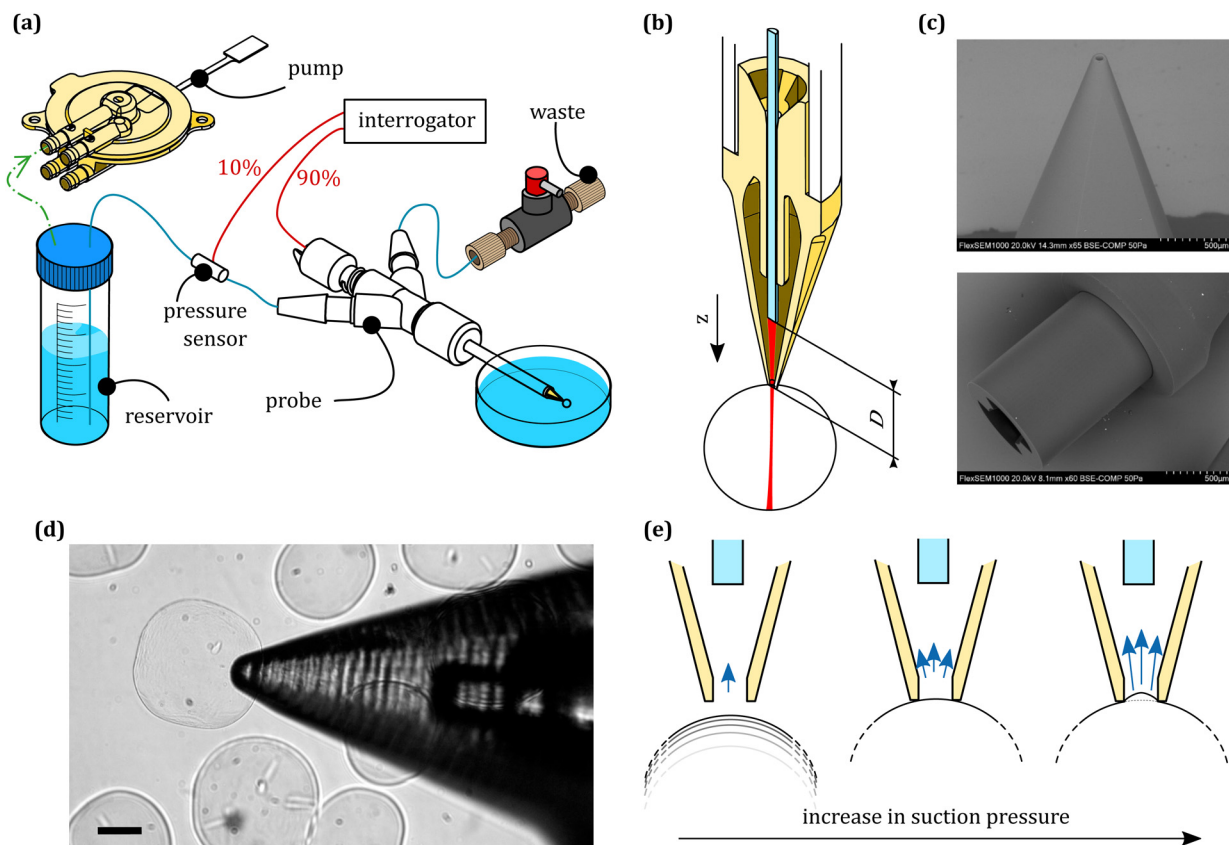 (a)
pump
interrogator
waste
10%
90%
pressure
sensor
probe
reservoir
(b)
z
D
(c)
FlexSEM1000 20.0kV 14.3mm x65 BSE-COMP 50Pa
500µm
FlexSEM1000 20.0kV 8.1mm x60 BSE-COMP 50Pa
500µm
(d)
(e)
increase in suction pressure